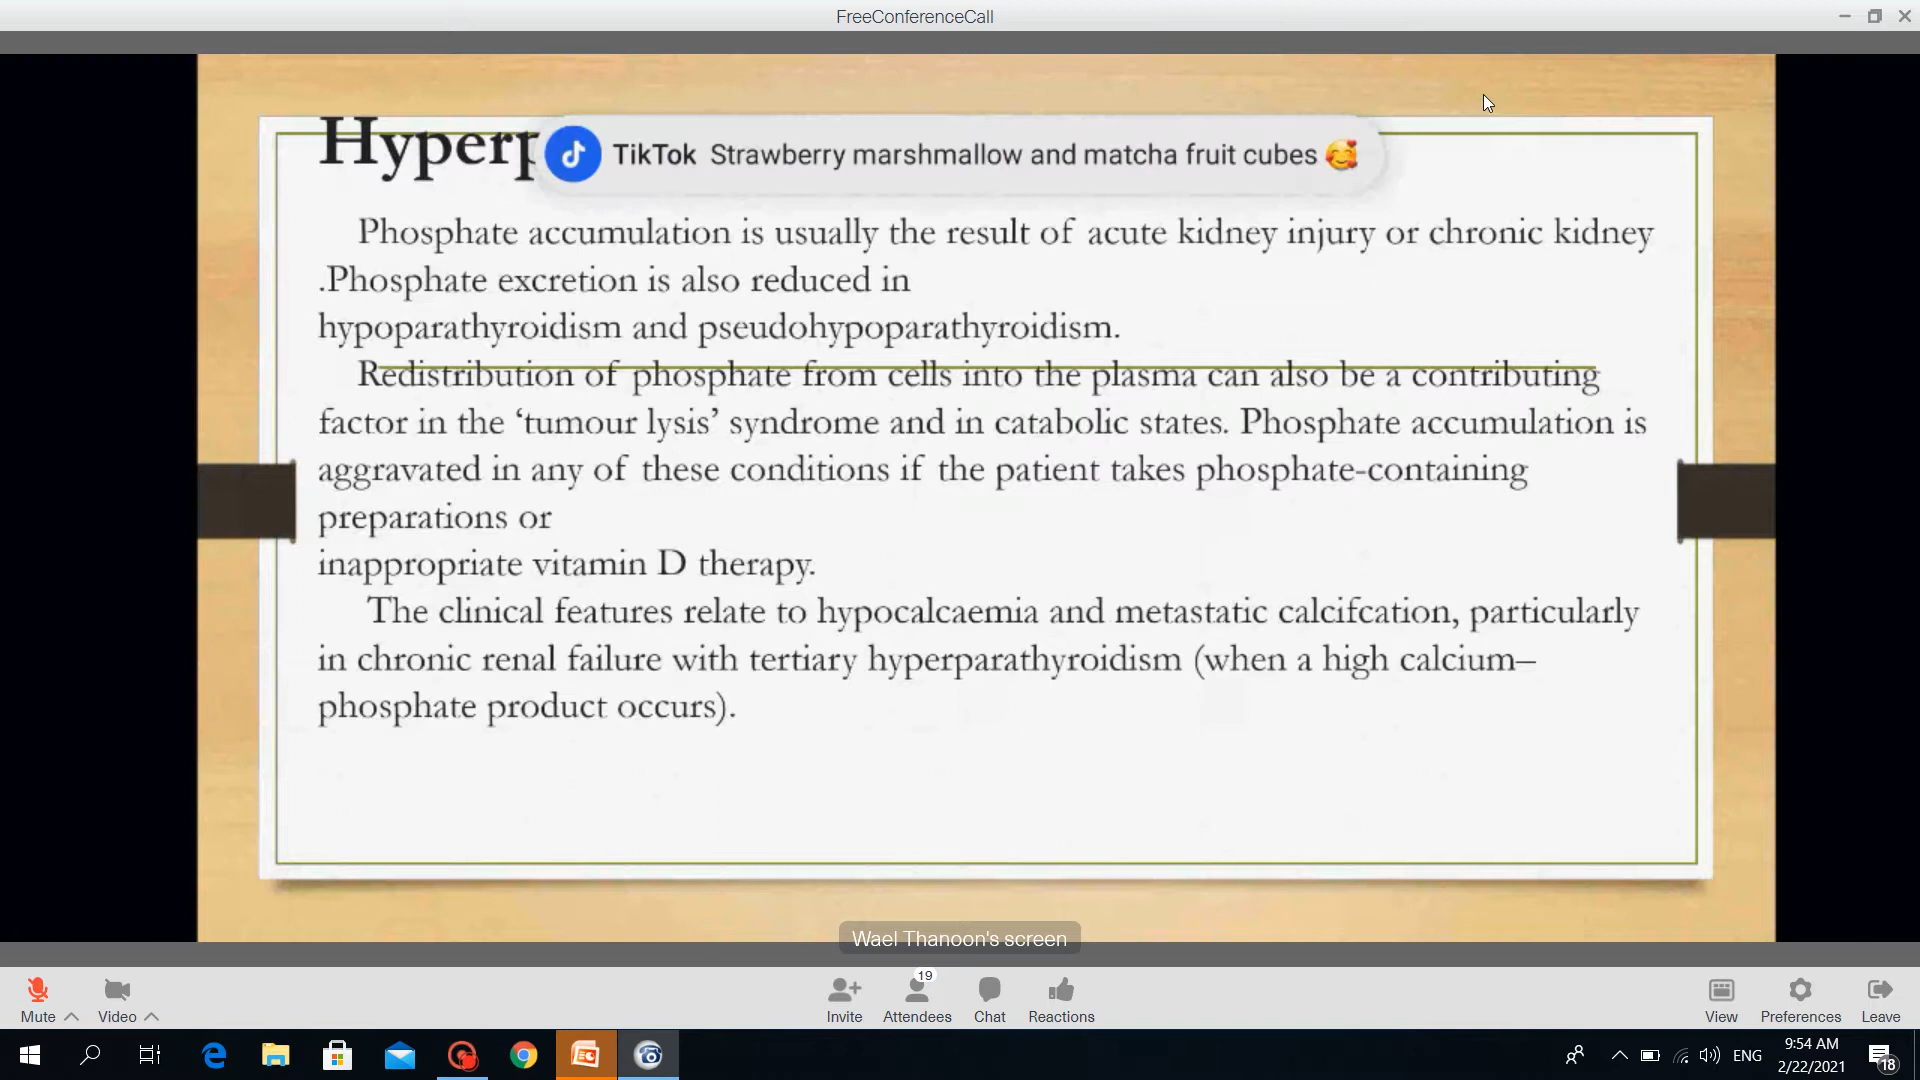 FreeConferenceCall
Hyperp
TikTok Strawberry marshmallow and matcha fruit cubes 🥰
Phosphate accumulation is usually the result of acute kidney injury or chronic kidney
.Phosphate excretion is also reduced in
hypoparathyroidism and pseudohypoparathyroidism.
Redistribution of phosphate from cells into the plasma can also be a contributing
factor in the ‘tumour lysis’ syndrome and in catabolic states. Phosphate accumulation is
aggravated in any of these conditions if the patient takes phosphate-containing
preparations or
inappropriate vitamin D therapy.
The clinical features relate to hypocalcaemia and metastatic calcifcation, particularly
in chronic renal failure with tertiary hyperparathyroidism (when a high calcium–
phosphate product occurs).
Wael Thanoon's screen
19
Mute Video Invite Attendees Chat Reactions View Preferences Leave
ENG
9:54 AM
2/22/2021
18